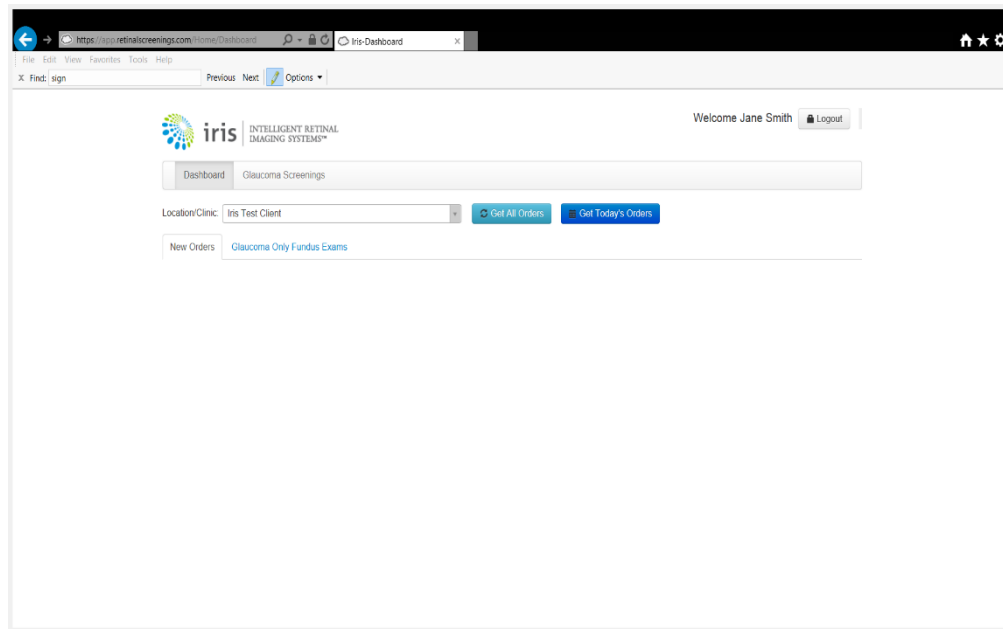 https://app.retinalscreenings.com/Home/Dashboard
Iris-Dashboard
File Edit View Favorites Tools Help
X Find: sign Previous Next Options
iris INTELLIGENT RETINAL
IMAGING SYSTEMS™
Welcome Jane Smith Logout
Dashboard Glaucoma Screenings
Location/Clinic: Iris Test Client Get All Orders Get Today's Orders
New Orders Glaucoma Only Fundus Exams